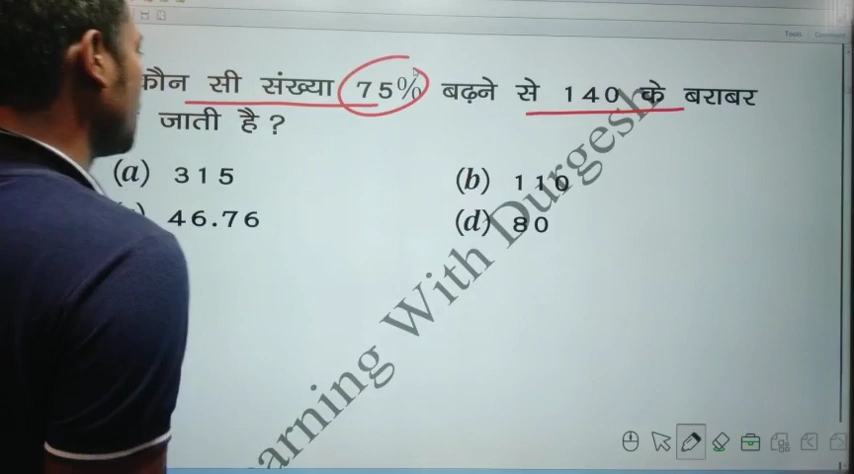 कौन सी संख्या 75% बढ़ने से 140 के बराबर
जाती है ?
(a) 315
(b) 110
46.76
(d) 80
arning With Durgesh